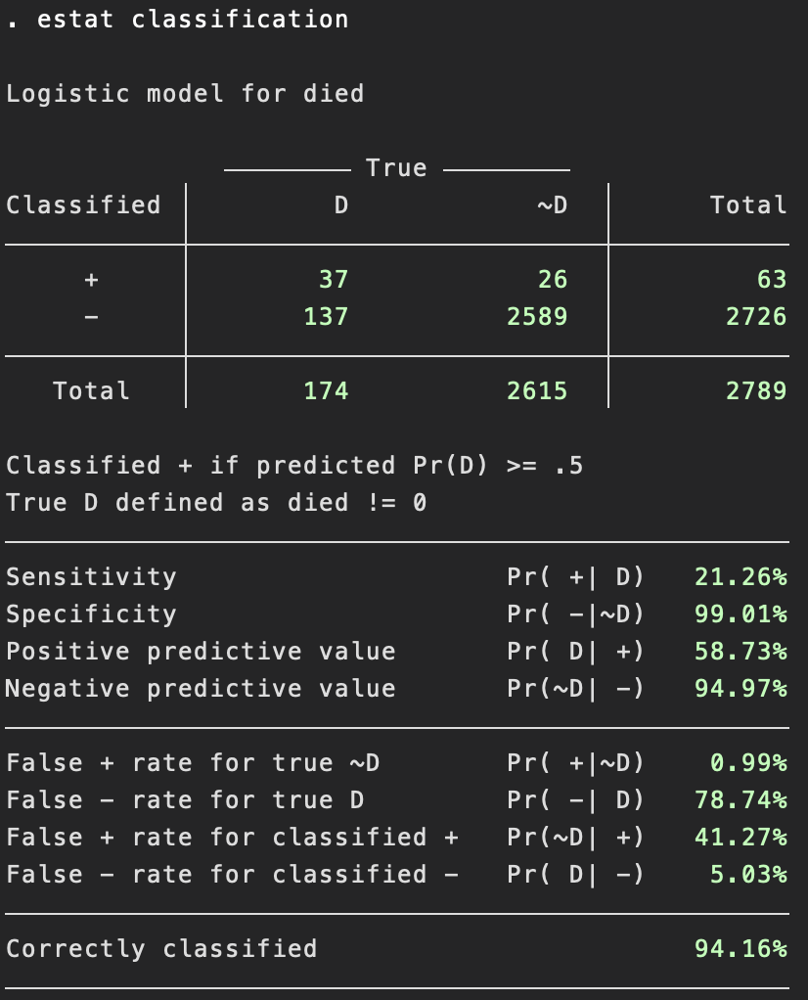 . estat classification
Logistic model for died
True
Classified D ~D Total
+ 37 26 63
− 137 2589 2726
Total 174 2615 2789
Classified + if predicted Pr(D) >= .5
True D defined as died != 0
Sensitivity Pr( +| D) 21.26%
Specificity Pr( −|~D) 99.01%
Positive predictive value Pr( D| +) 58.73%
Negative predictive value Pr(~D| −) 94.97%
False + rate for true ~D Pr( +|~D) 0.99%
False − rate for true D Pr( −| D) 78.74%
False + rate for classified + Pr(~D| +) 41.27%
False − rate for classified − Pr( D| −) 5.03%
Correctly classified 94.16%